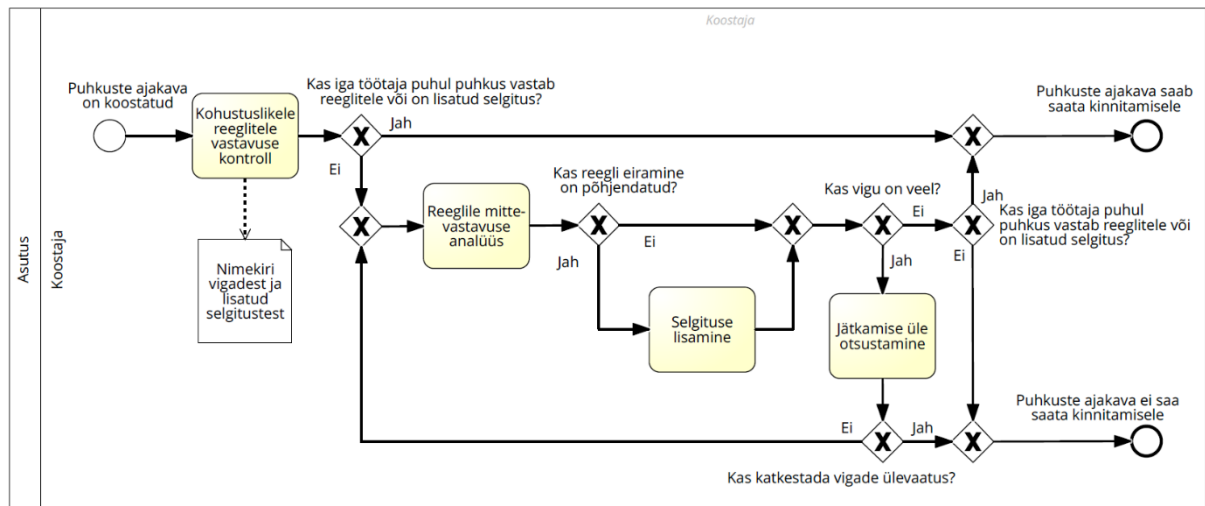 Koostaja
Asutus
Koostaja
Puhkuste ajakava
on koostatud
Kohustuslikele
reeglitele
vastavuse
kontroll
Nimekiri
vigadest ja
lisatud
selgitustest
Kas iga töötaja puhul puhkus vastab
reeglitele või on lisatud selgitus?
Jah
Ei
Reeglile mitte-
vastavuse
analüüs
Kas reegli eiramine
on põhjendatud?
Ei
Jah
Selgituse
lisamine
Kas vigu on veel?
Ei
Jah
Jätkamise üle
otsustamine
Ei
Jah
Kas katkestada vigade ülevaatus?
Jah
Kas iga töötaja puhul
puhkus vastab reeglitele või
on lisatud selgitus?
Ei
Puhkuste ajakava saab
saata kinnitamisele
Puhkuste ajakava ei saa
saata kinnitamisele